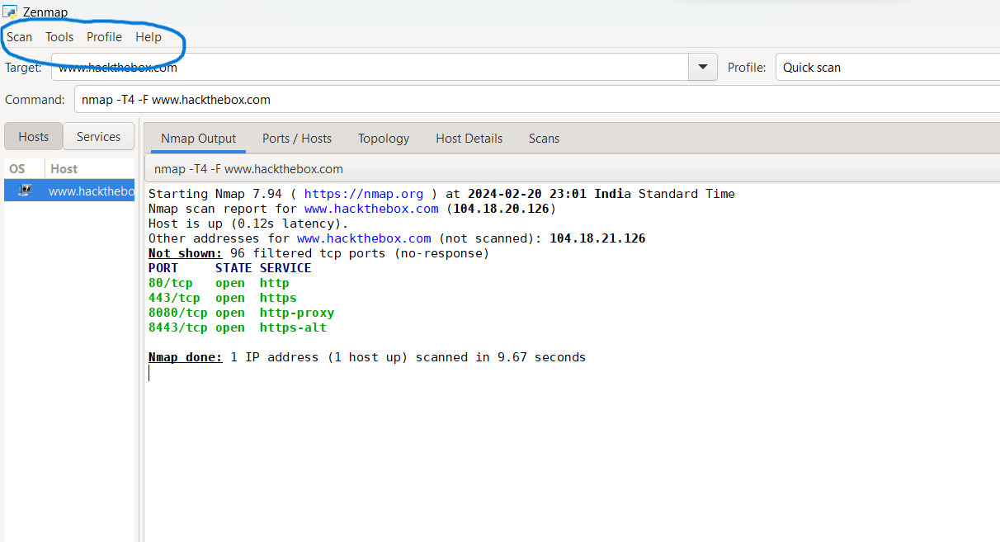 Zenmap
Scan Tools Profile Help
Target: www.hackthebox.com Profile: Quick scan
Command: nmap -T4 -F www.hackthebox.com
Hosts Services Nmap Output Ports / Hosts Topology Host Details Scans
OS Host
nmap -T4 -F www.hackthebox.com
www.hackthebo
Starting Nmap 7.94 ( https://nmap.org ) at 2024-02-20 23:01 India Standard Time
Nmap scan report for www.hackthebox.com (104.18.20.126)
Host is up (0.12s latency).
Other addresses for www.hackthebox.com (not scanned): 104.18.21.126
Not shown: 96 filtered tcp ports (no-response)
PORT STATE SERVICE
80/tcp open http
443/tcp open https
8080/tcp open http-proxy
8443/tcp open https-alt
Nmap done: 1 IP address (1 host up) scanned in 9.67 seconds